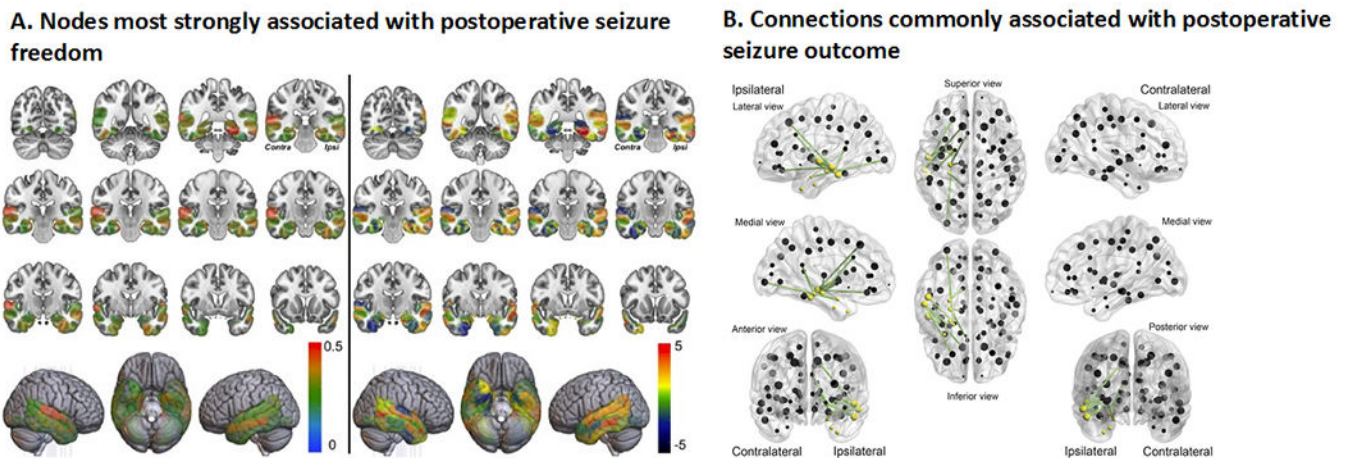 A. Nodes most strongly associated with postoperative seizure
freedom
Contra Ipsi
Contra Ipsi
0.5
0
5
-5
B. Connections commonly associated with postoperative
seizure outcome
Ipsilateral
Lateral view
Superior view
Contralateral
Lateral view
Medial view
Medial view
Anterior view
Posterior view
Inferior view
Contralateral Ipsilateral
Ipsilateral Contralateral